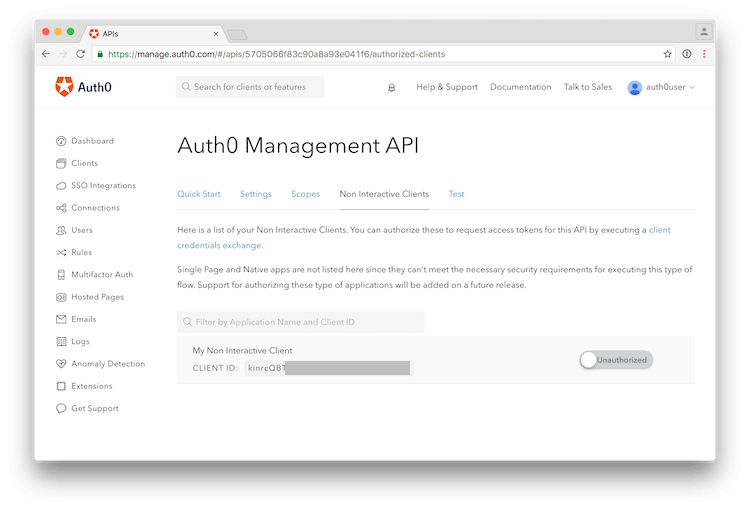 APIs
https://manage.auth0.com/#/apis/5705066f83c90a8a93e041f6/authorized-clients
Auth0
Search for clients or features
Help & Support
Documentation
Talk to Sales
auth0user
Dashboard
Clients
SSO Integrations
Connections
Users
Rules
Multifactor Auth
Hosted Pages
Emails
Logs
Anomaly Detection
Extensions
Get Support
Auth0 Management API
Quick Start
Settings
Scopes
Non Interactive Clients
Test
Here is a list of your Non Interactive Clients. You can authorize these to request access tokens for this API by executing a client
credentials exchange.
Single Page and Native apps are not listed here since they can't meet the necessary security requirements for executing this type of
flow. Support for authorizing these type of applications will be added on a future release.
Filter by Application Name and Client ID
My Non Interactive Client
CLIENT ID: kinrcQBT
Unauthorized